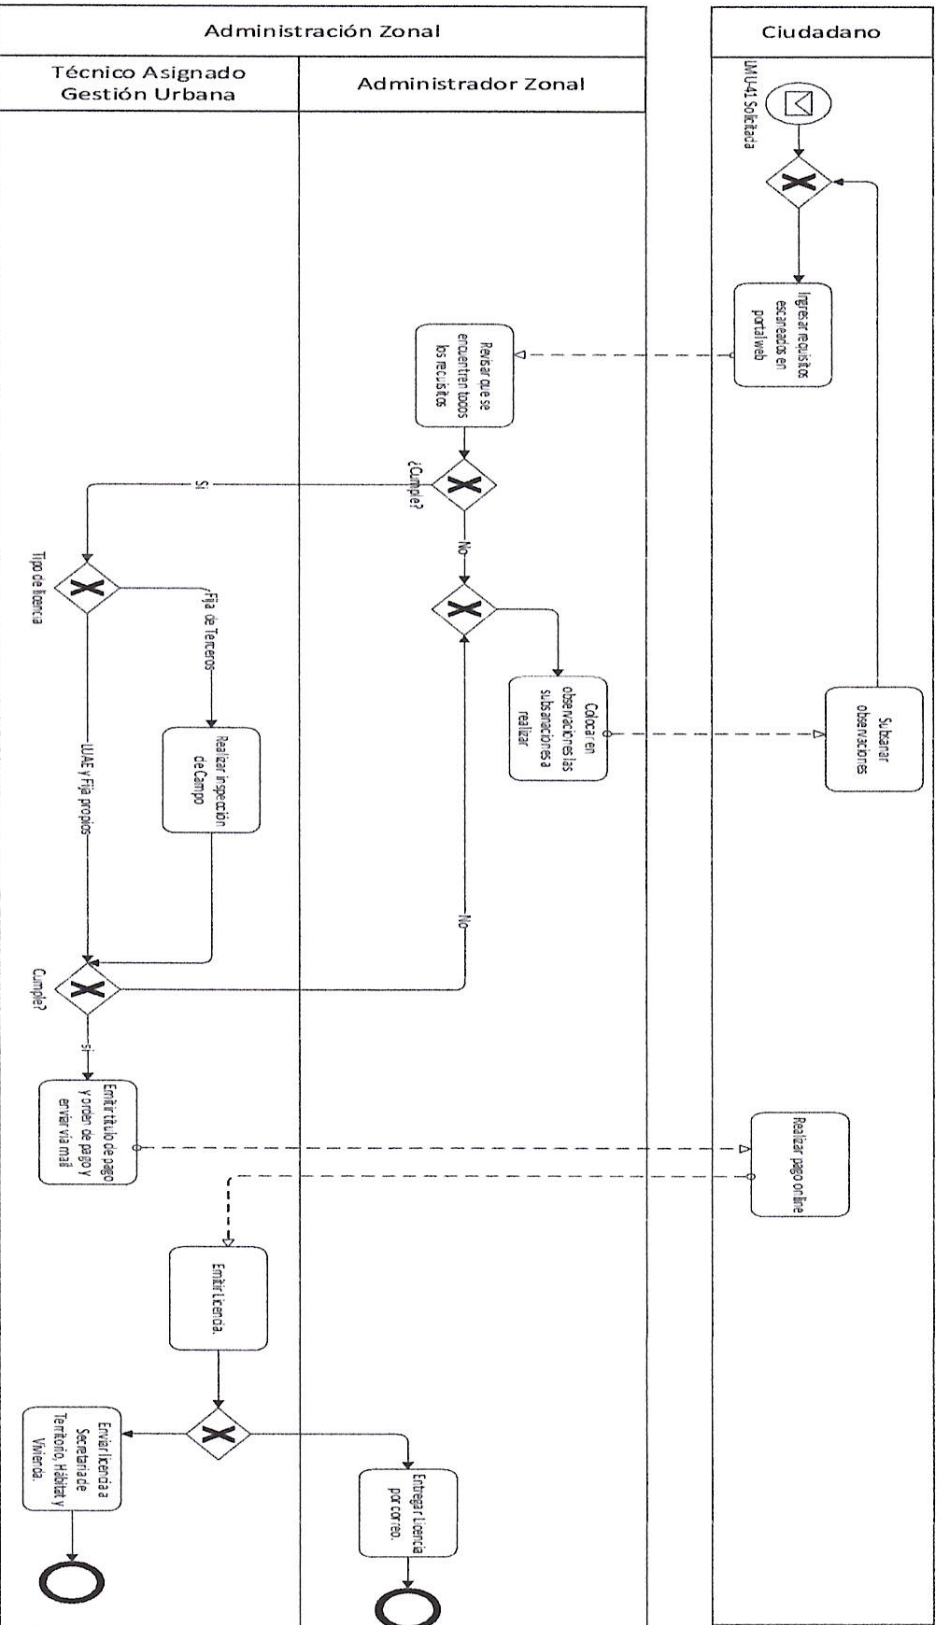 Administración Zonal
Ciudadano
Técnico Asignado
Gestión Urbana
Administrador Zonal
LMU-41 Solicitada
Ingresar requisitos
escaneados en
portal web
Revisar que se
encuentren todos
los recusitos
¿Cumple?
Si
No
Tipo de licencia
Fija de Terceros
LUAE y Fija propios
Realizar inspección
de Campo
Colocar en
observaciones las
subsanaciones a
realizar
Subsanar
observaciones
No
Cumple?
si
Emitir título de pago
y orden de pago y
enviar vía mail
Realizar pago online
Emitir Licencia.
Entregar Licencia
por correo.
Enviar licencia a
Secretaria de
Territorio, Hábitat y
Vivienda.